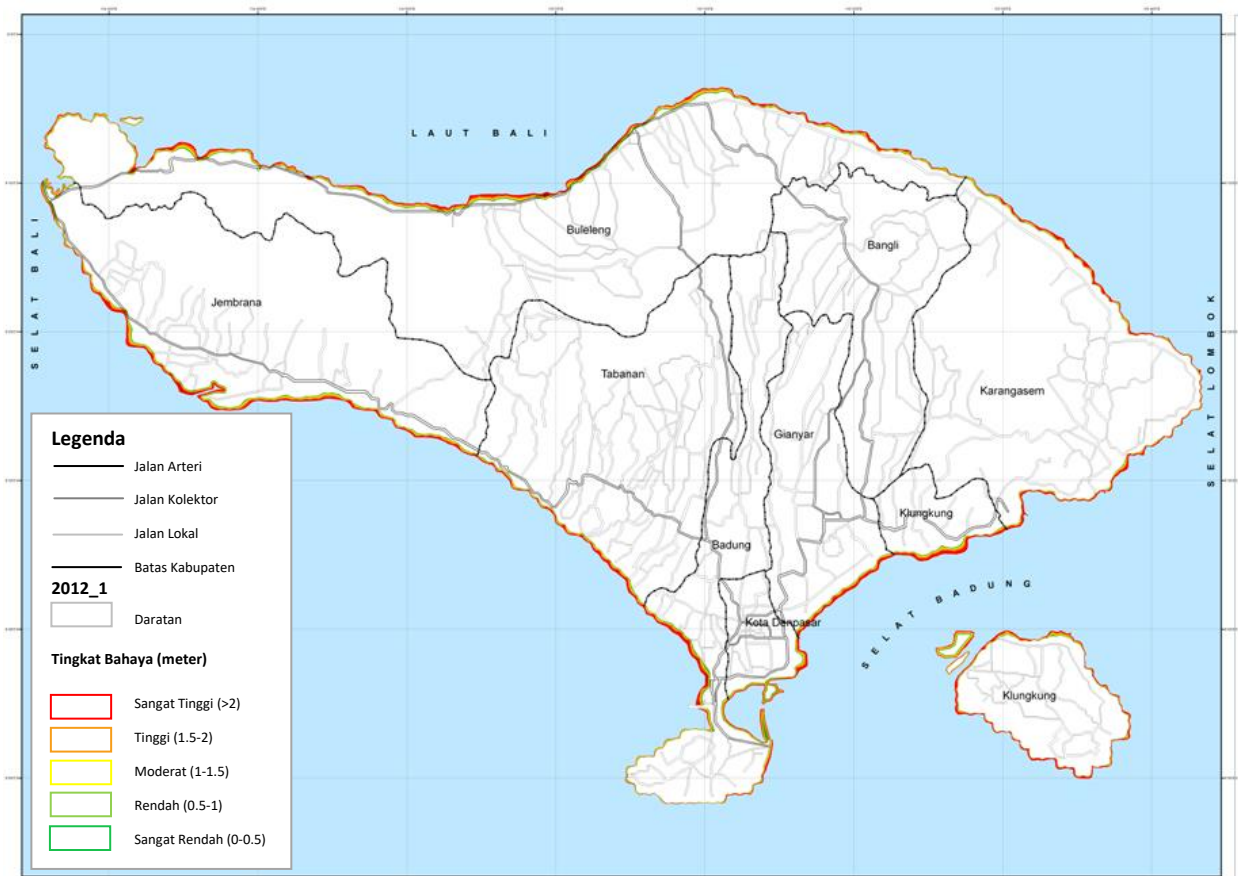 LAUT BALI
SELAT BALI
Buleleng
Bangli
Jembrana
SELAT LOMBOK
Tabanan
Karangasem
Gianyar
Klungkung
Badung
SELAT BADUNG
Kota Denpasar
Klungkung
Legenda
Jalan Arteri
Jalan Kolektor
Jalan Lokal
Batas Kabupaten
2012_1
Daratan
Tingkat Bahaya (meter)
Sangat Tinggi (>2)
Tinggi (1.5-2)
Moderat (1-1.5)
Rendah (0.5-1)
Sangat Rendah (0-0.5)